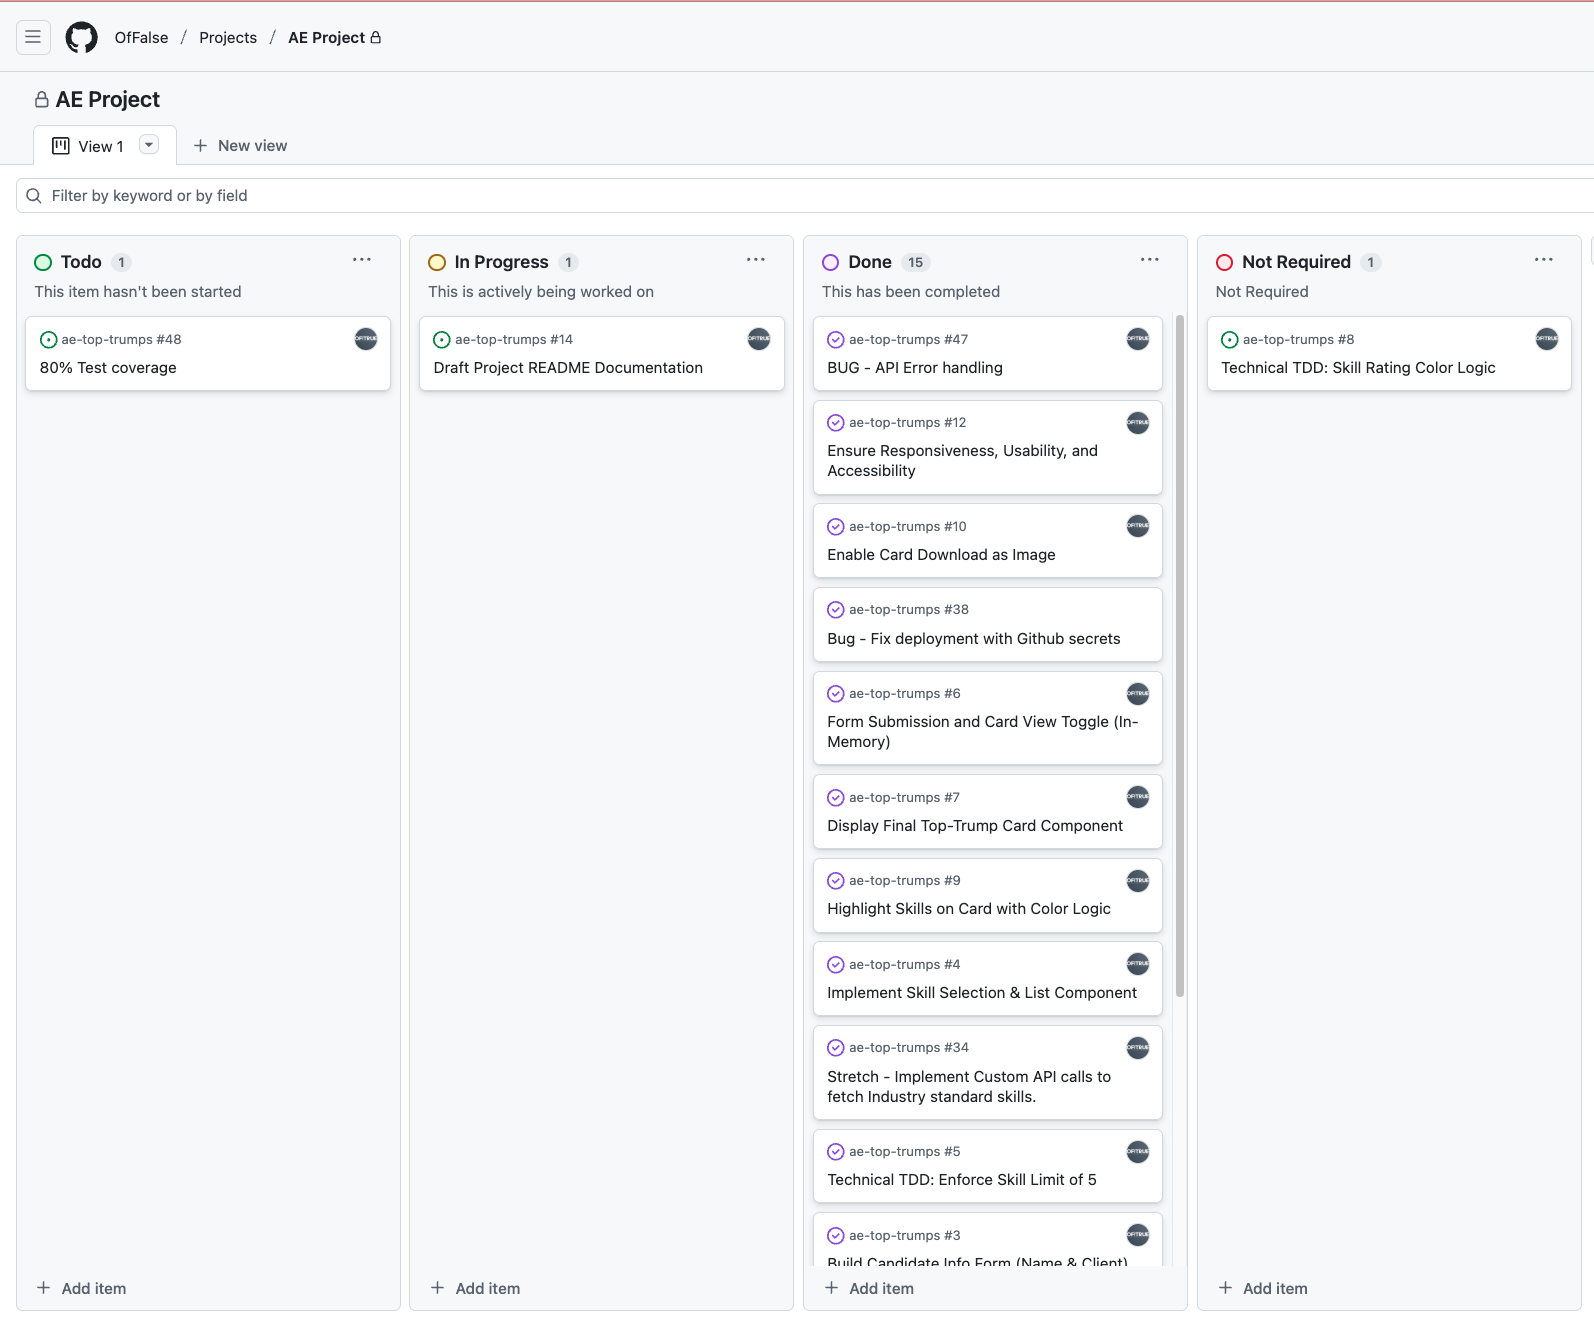 OfFalse / Projects / AE Project
AE Project
View 1
New view
Filter by keyword or by field
Todo 1
This item hasn't been started
ae-top-trumps #48
80% Test coverage
Add item
In Progress 1
This is actively being worked on
ae-top-trumps #14
Draft Project README Documentation
Add item
Done 15
This has been completed
ae-top-trumps #47
BUG - API Error handling
ae-top-trumps #12
Ensure Responsiveness, Usability, and
Accessibility
ae-top-trumps #10
Enable Card Download as Image
ae-top-trumps #38
Bug - Fix deployment with Github secrets
ae-top-trumps #6
Form Submission and Card View Toggle (In-
Memory)
ae-top-trumps #7
Display Final Top-Trump Card Component
ae-top-trumps #9
Highlight Skills on Card with Color Logic
ae-top-trumps #4
Implement Skill Selection & List Component
ae-top-trumps #34
Stretch - Implement Custom API calls to
fetch Industry standard skills.
ae-top-trumps #5
Technical TDD: Enforce Skill Limit of 5
ae-top-trumps #3
Build Candidate Info Form (Name & Client)
Add item
Not Required 1
Not Required
ae-top-trumps #8
Technical TDD: Skill Rating Color Logic
Add item